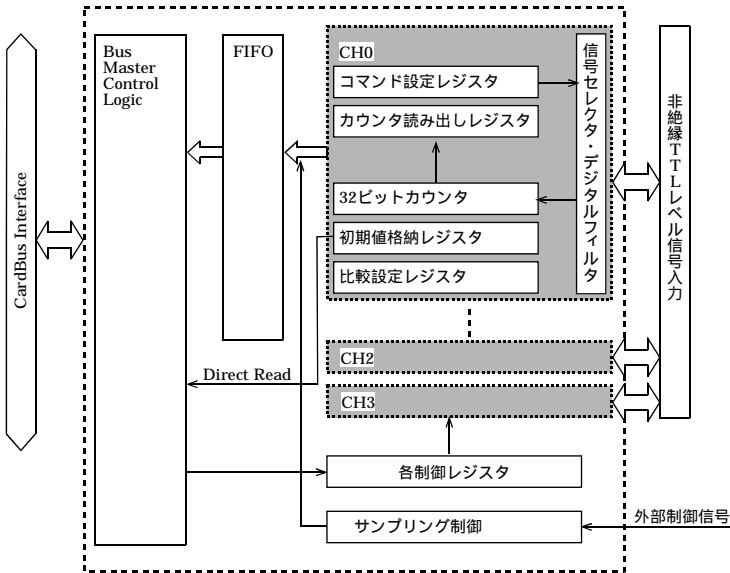 CardBus Interface
Bus
Master
Control
Logic
FIFO
CH0
コマンド設定レジスタ
カウンタ読み出しレジスタ
32ビットカウンタ
初期値格納レジスタ
比較設定レジスタ
信号セレクタ・デジタルフィルタ
非絶縁TTLレベル信号入力
CH2
Direct Read
CH3
各制御レジスタ
サンプリング制御
外部制御信号